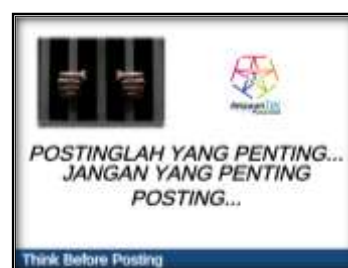 POSTINGLAH YANG PENTING...
JANGAN YANG PENTING
POSTING...
Think Before Posting